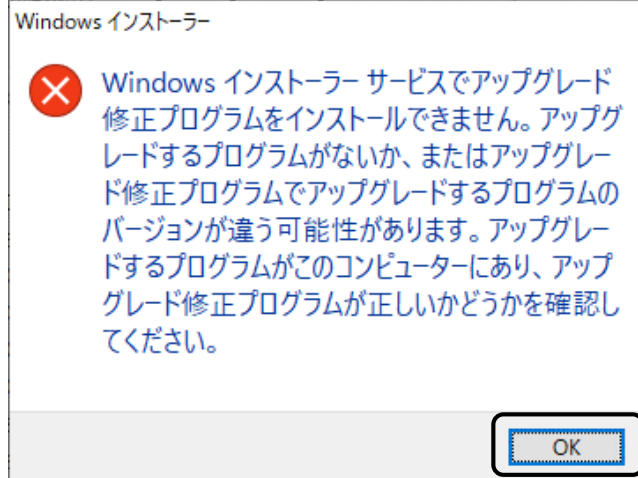 Windows インストーラー
Windows インストーラー サービスでアップグレード
修正プログラムをインストールできません。アップグ
レードするプログラムがないか、またはアップグレー
ド修正プログラムでアップグレードするプログラムの
バージョンが違う可能性があります。アップグレー
ドするプログラムがこのコンピューターにあり、アップ
グレード修正プログラムが正しいかどうかを確認し
てください。
OK